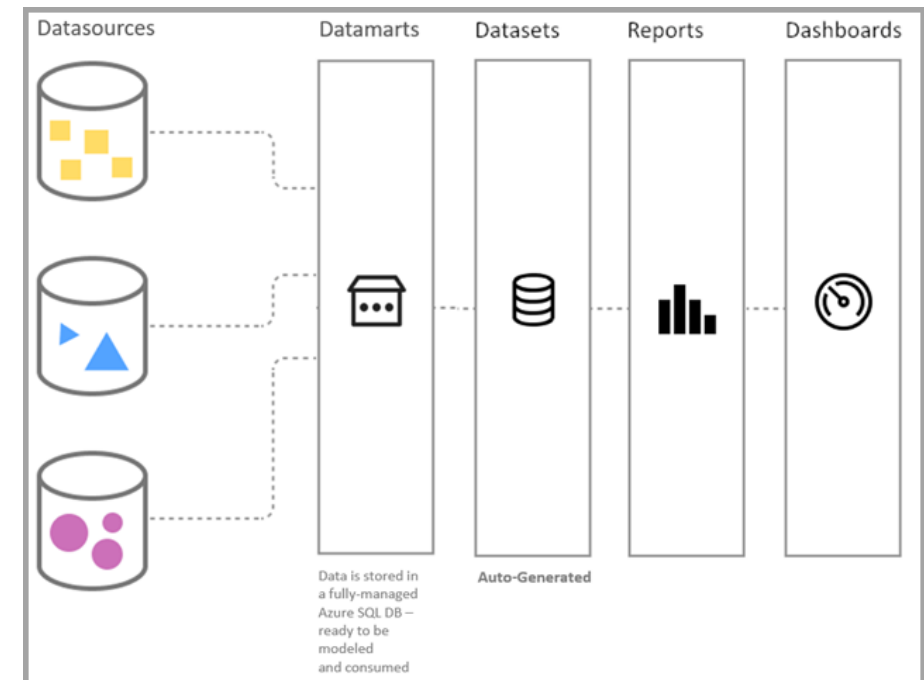 Datasources
Datamarts
Datasets
Reports
Dashboards
Data is stored in
a fully-managed
Azure SQL DB –
ready to be
modeled
and consumed
Auto-Generated